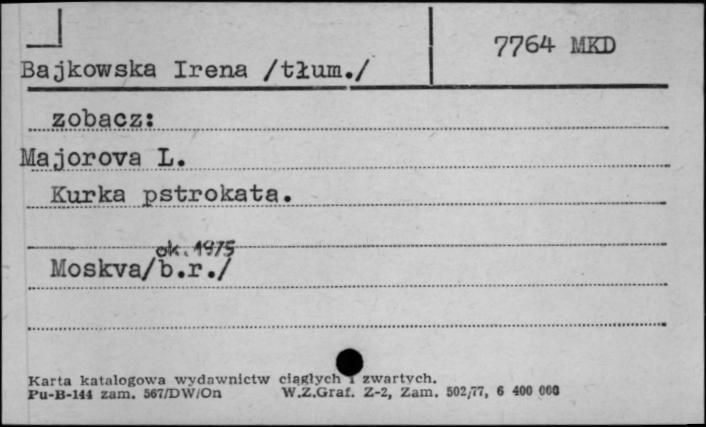 7764 MKD
Bajkowska Irena /tłum./
zobacz:
Majorova L.
Kurka pstrokata.
ok. 1975
Moskva/b.r./
Karta katalogowa wydawnictw ciągłych i zwartych.
Pu-B-144 zam. 567/DW/On W.Z.Graf. Z-2, Zam. 502/77, 6 400 000